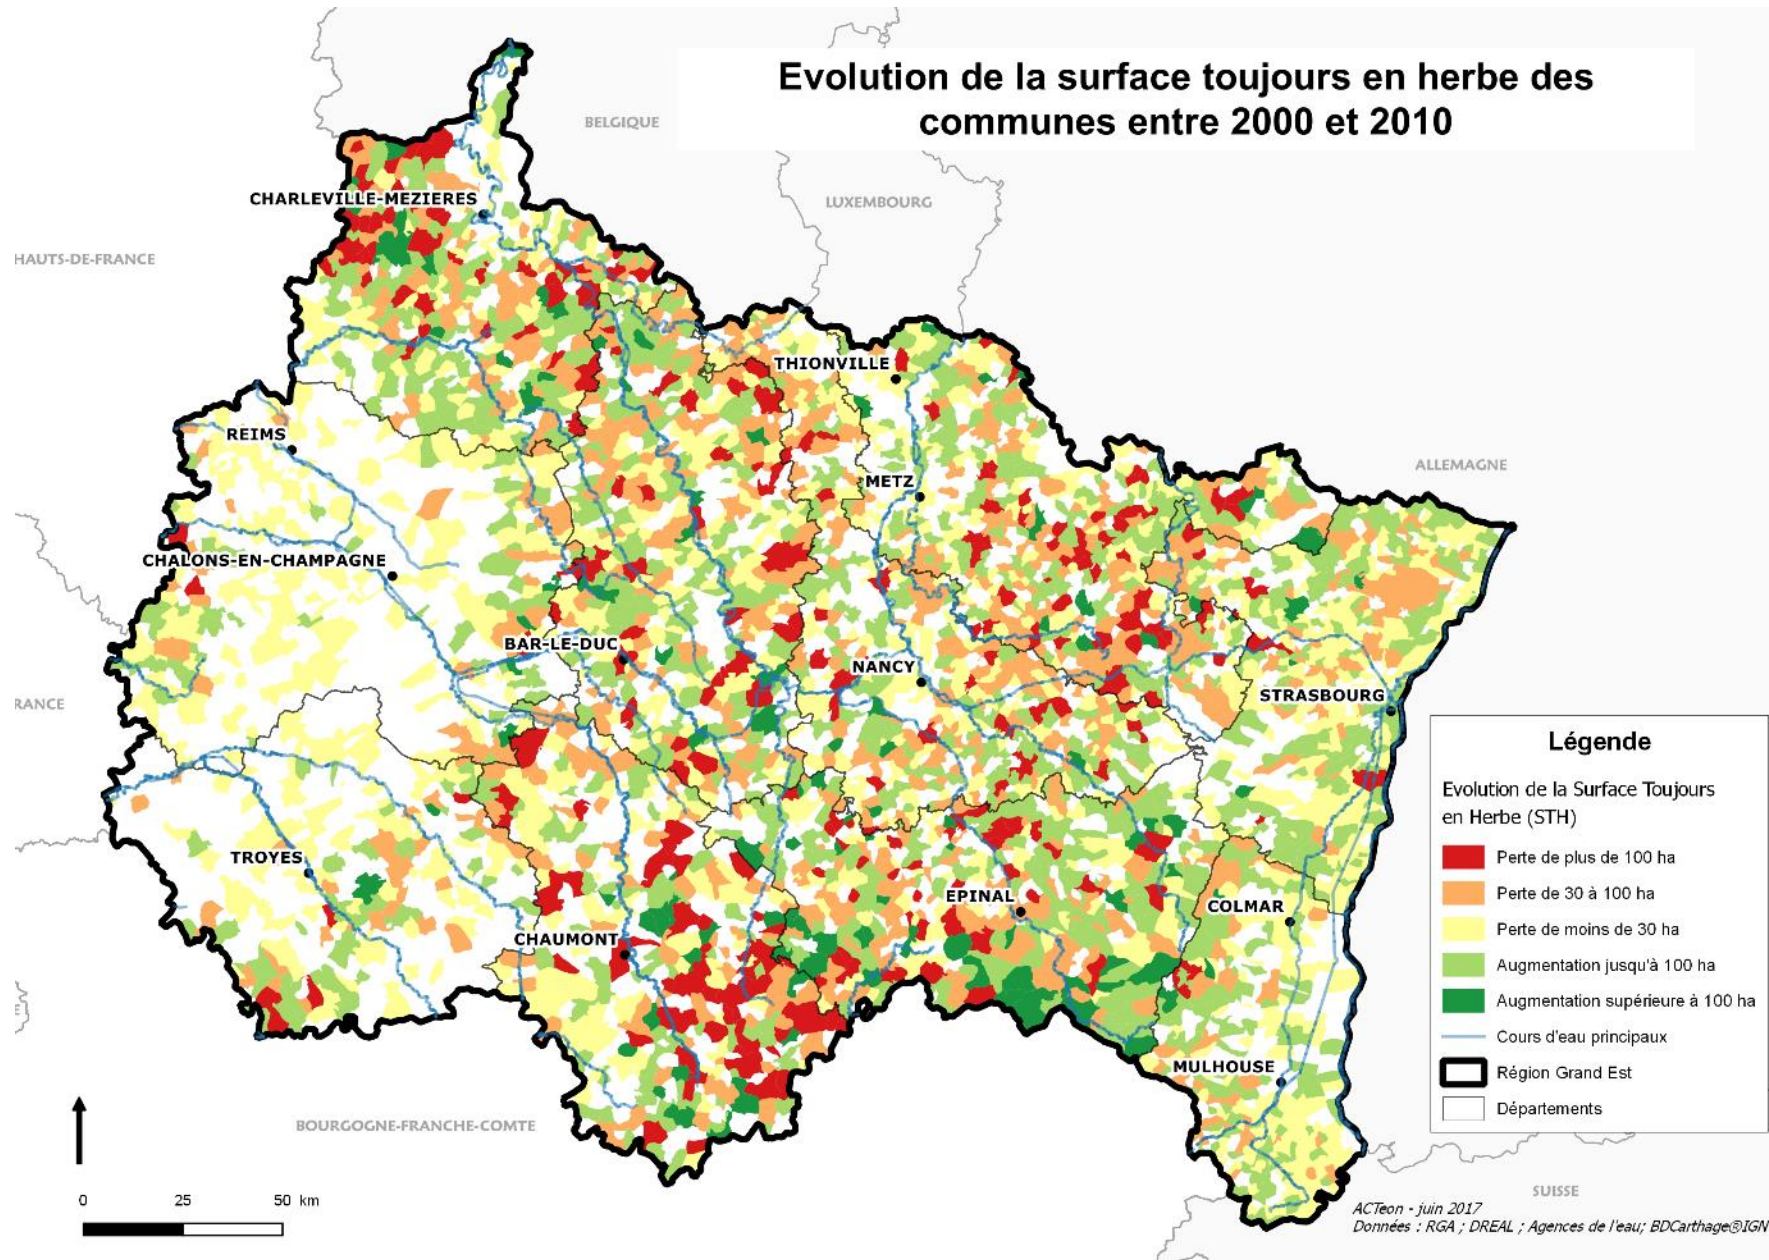 Evolution de la surface toujours en herbe des
communes entre 2000 et 2010
BELGIQUE
LUXEMBOURG
CHARLEVILLE-MEZIERES
HAUTS-DE-FRANCE
THIONVILLE
REIMS
METZ
ALLEMAGNE
CHALONS-EN-CHAMPAGNE
BAR-LE-DUC
NANCY
STRASBOURG
RANCE
TROYES
EPINAL
COLMAR
CHAUMONT
MULHOUSE
BOURGOGNE-FRANCHE-COMTE
SUISSE
Légende
Evolution de la Surface Toujours
en Herbe (STH)
Perte de plus de 100 ha
Perte de 30 à 100 ha
Perte de moins de 30 ha
Augmentation jusqu'à 100 ha
Augmentation supérieure à 100 ha
Cours d'eau principaux
Région Grand Est
Départements
0 25 50 km
ACTeon - juin 2017
Données : RGA ; DREAL ; Agences de l'eau; BDCarthage®IGN